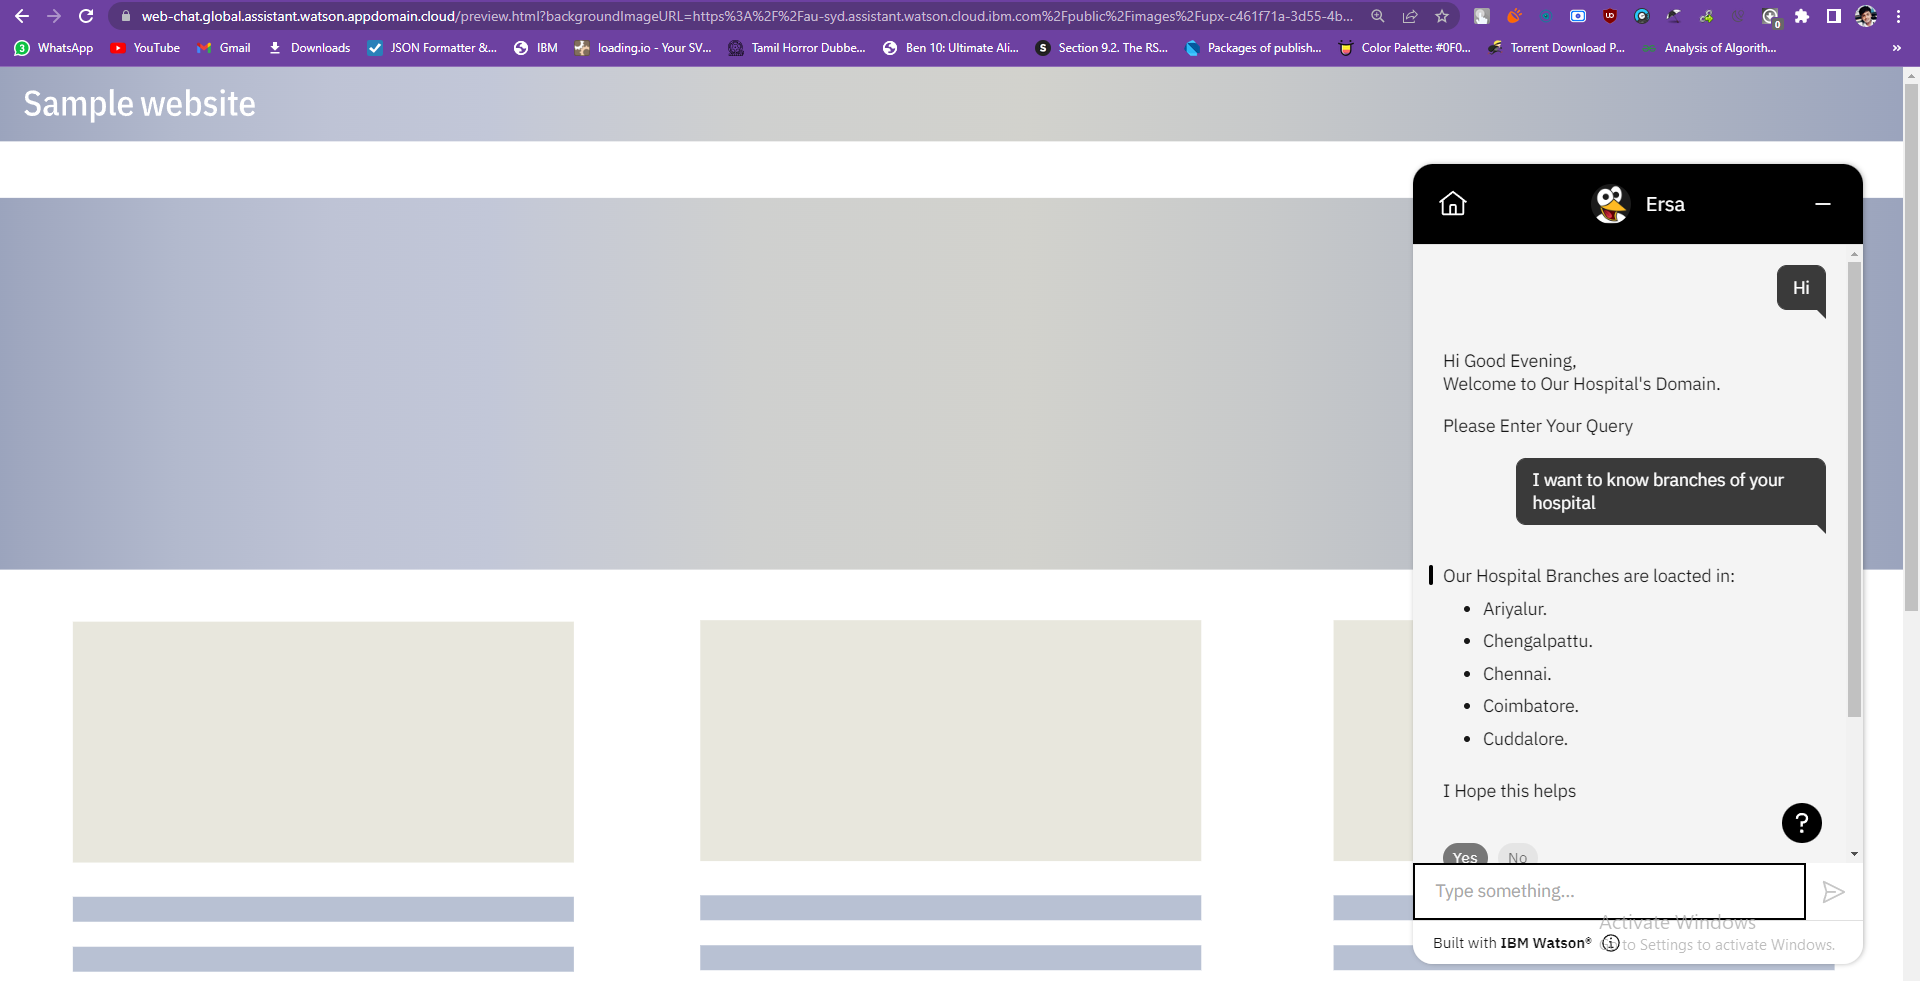 web-chat.global.assistant.watson.appdomain.cloud/preview.html?backgroundImageURL=https%3A%2F%2Fau-syd.assistant.watson.cloud.ibm.com%2Fpublic%2Fimages%2Fupx-c461f71a-3d55-4b...
3 WhatsApp YouTube Gmail Downloads JSON Formatter &... IBM loading.io - Your SV... Tamil Horror Dubbe... Ben 10: Ultimate Ali... S Section 9.2. The RS... Packages of publish... Color Palette: #0F0... Torrent Download P... Analysis of Algorith... »
Sample website
Ersa
Hi
Hi Good Evening,
Welcome to Our Hospital's Domain.
Please Enter Your Query
I want to know branches of your
hospital
Our Hospital Branches are loacted in:
• Ariyalur.
• Chengalpattu.
• Chennai.
• Coimbatore.
• Cuddalore.
I Hope this helps
?
Yes No
Type something...
Activate Windows
Built with IBM Watson®
to Settings to activate Windows.